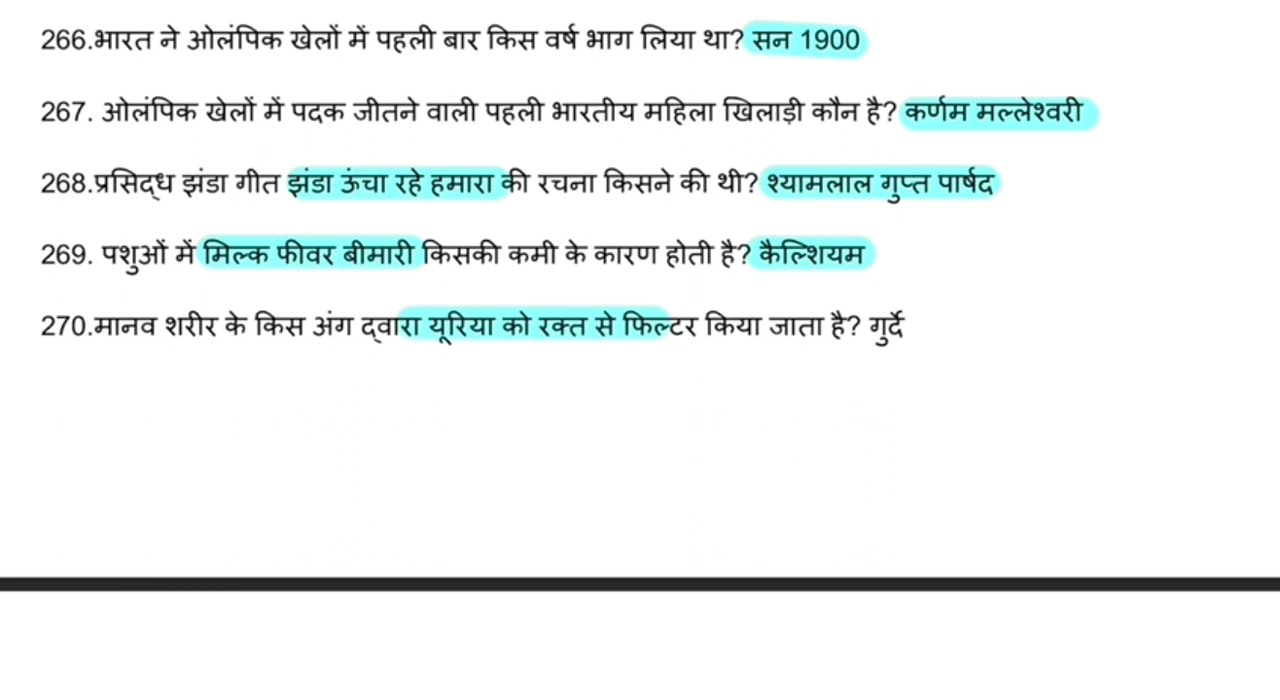 266.भारत ने ओलंपिक खेलों में पहली बार किस वर्ष भाग लिया था? सन 1900
267. ओलंपिक खेलों में पदक जीतने वाली पहली भारतीय महिला खिलाड़ी कौन है? कर्णम मल्लेश्वरी
268.प्रसिद्ध झंडा गीत झंडा ऊंचा रहे हमारा की रचना किसने की थी? श्यामलाल गुप्त पार्षद
269. पशुओं में मिल्क फीवर बीमारी किसकी कमी के कारण होती है? कैल्शियम
270.मानव शरीर के किस अंग द्वारा यूरिया को रक्त से फिल्टर किया जाता है? गुर्दे